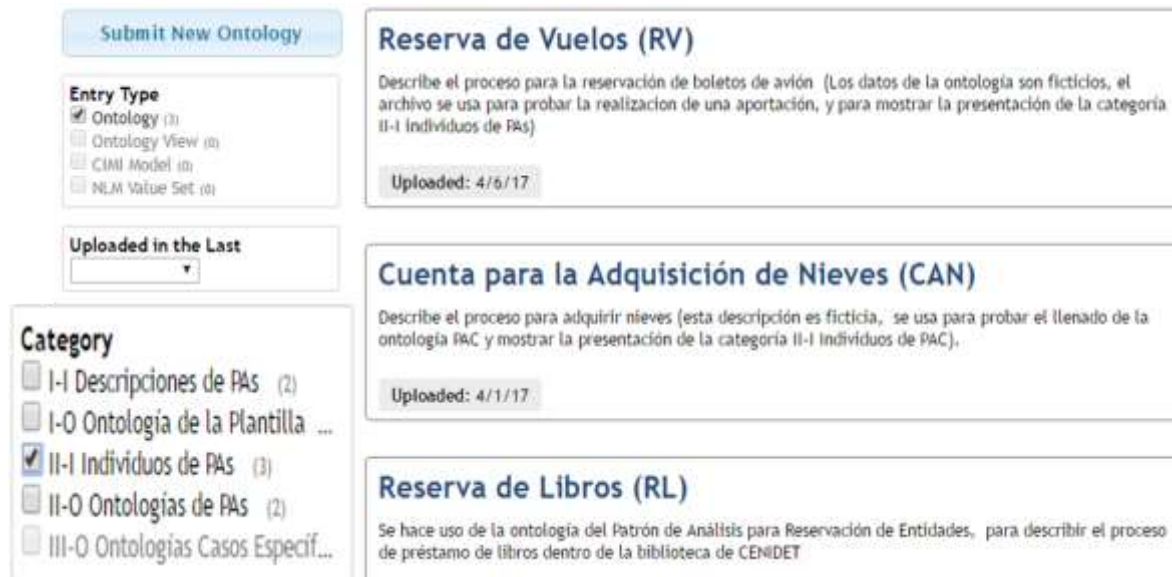 Submit New Ontology
Entry Type
Ontology (3)
Ontology View (0)
CIMI Model (0)
NLM Value Set (0)
Uploaded in the Last
Category
I-I Descripciones de PAs (2)
I-O Ontología de la Plantilla ...
II-I Individuos de PAs (3)
II-O Ontologías de PAs (2)
III-O Ontologías Casos Específ...
Reserva de Vuelos (RV)
Describe el proceso para la reservación de boletos de avión (Los datos de la ontología son ficticios, el
archivo se usa para probar la realizacion de una aportación, y para mostrar la presentación de la categoría
II-I Individuos de PAs)
Uploaded: 4/6/17
Cuenta para la Adquisición de Nieves (CAN)
Describe el proceso para adquirir nieves (esta descripción es ficticia, se usa para probar el llenado de la
ontología PAC y mostrar la presentación de la categoría II-I Individuos de PAC).
Uploaded: 4/1/17
Reserva de Libros (RL)
Se hace uso de la ontología del Patrón de Análisis para Reservación de Entidades, para describir el proceso
de préstamo de libros dentro de la biblioteca de CENIDET